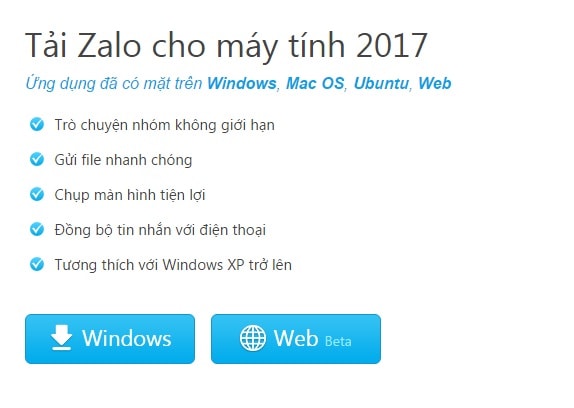 Tải Zalo cho máy tính 2017
Ứng dụng đã có mặt trên Windows, Mac OS, Ubuntu, Web
Trò chuyện nhóm không giới hạn
Gửi file nhanh chóng
Chụp màn hình tiện lợi
Đồng bộ tin nhắn với điện thoại
Tương thích với Windows XP trở lên
Windows
Web Beta